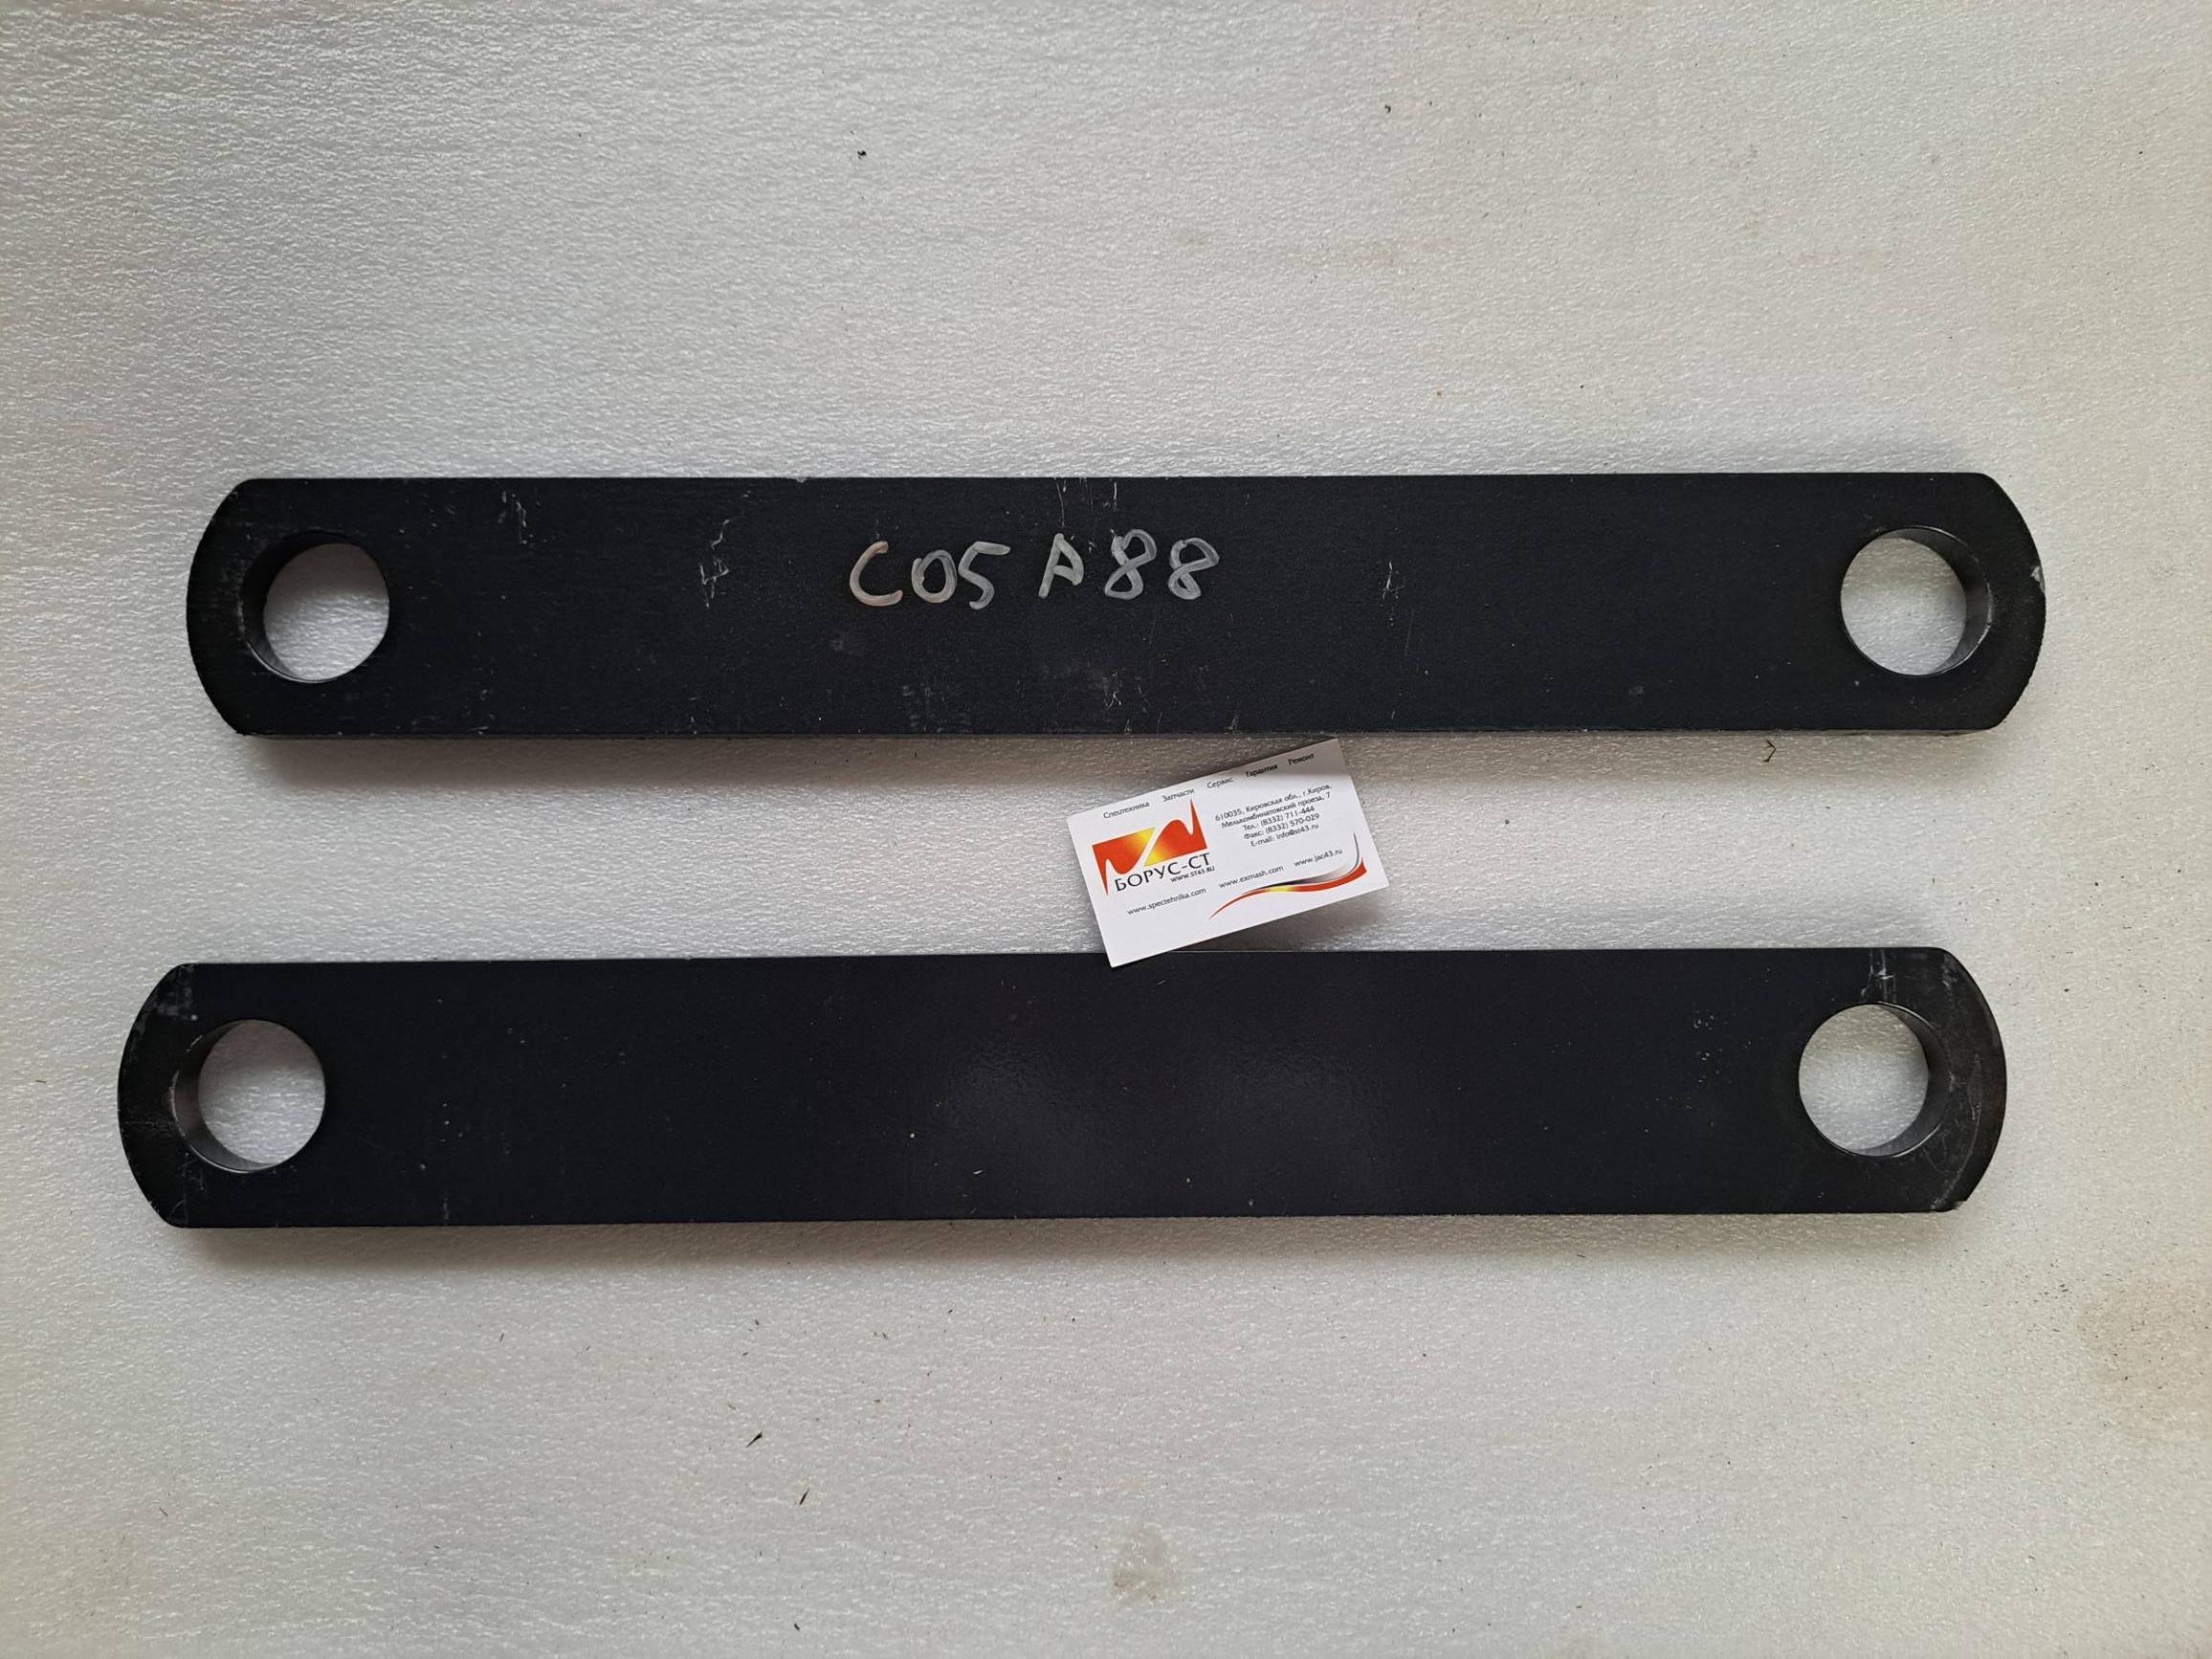 C05A88
Спецтехника Запчасти Сервис Гарантия Ремонт
610035, Кировская обл., г.Киров,
Мелькомбинатовский проезд, 7
Тел.: (8332) 711-444
Факс: (8332) 570-029
E-mail: info@st43.ru
БОРУС-СТ
WWW.ST43.RU
www.spectehnika.com www.exmash.com www.jac43.ru